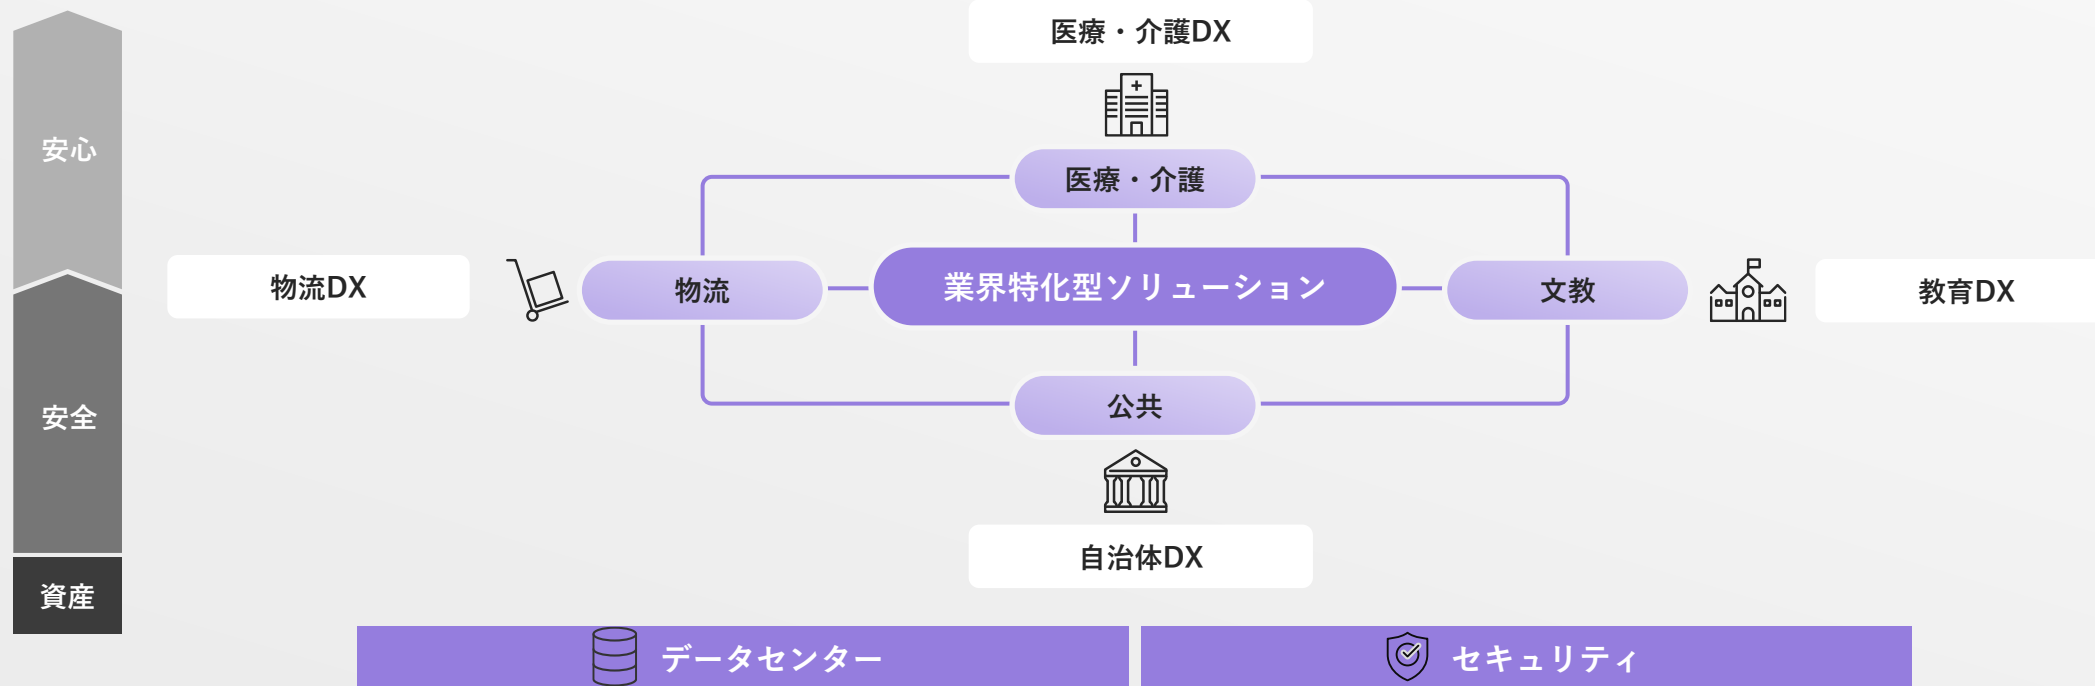 医療・介護DX
安心
医療・介護
物流DX
物流
業界特化型ソリューション
文教
教育DX
安全
公共
自治体DX
資産
データセンター
セキュリティ